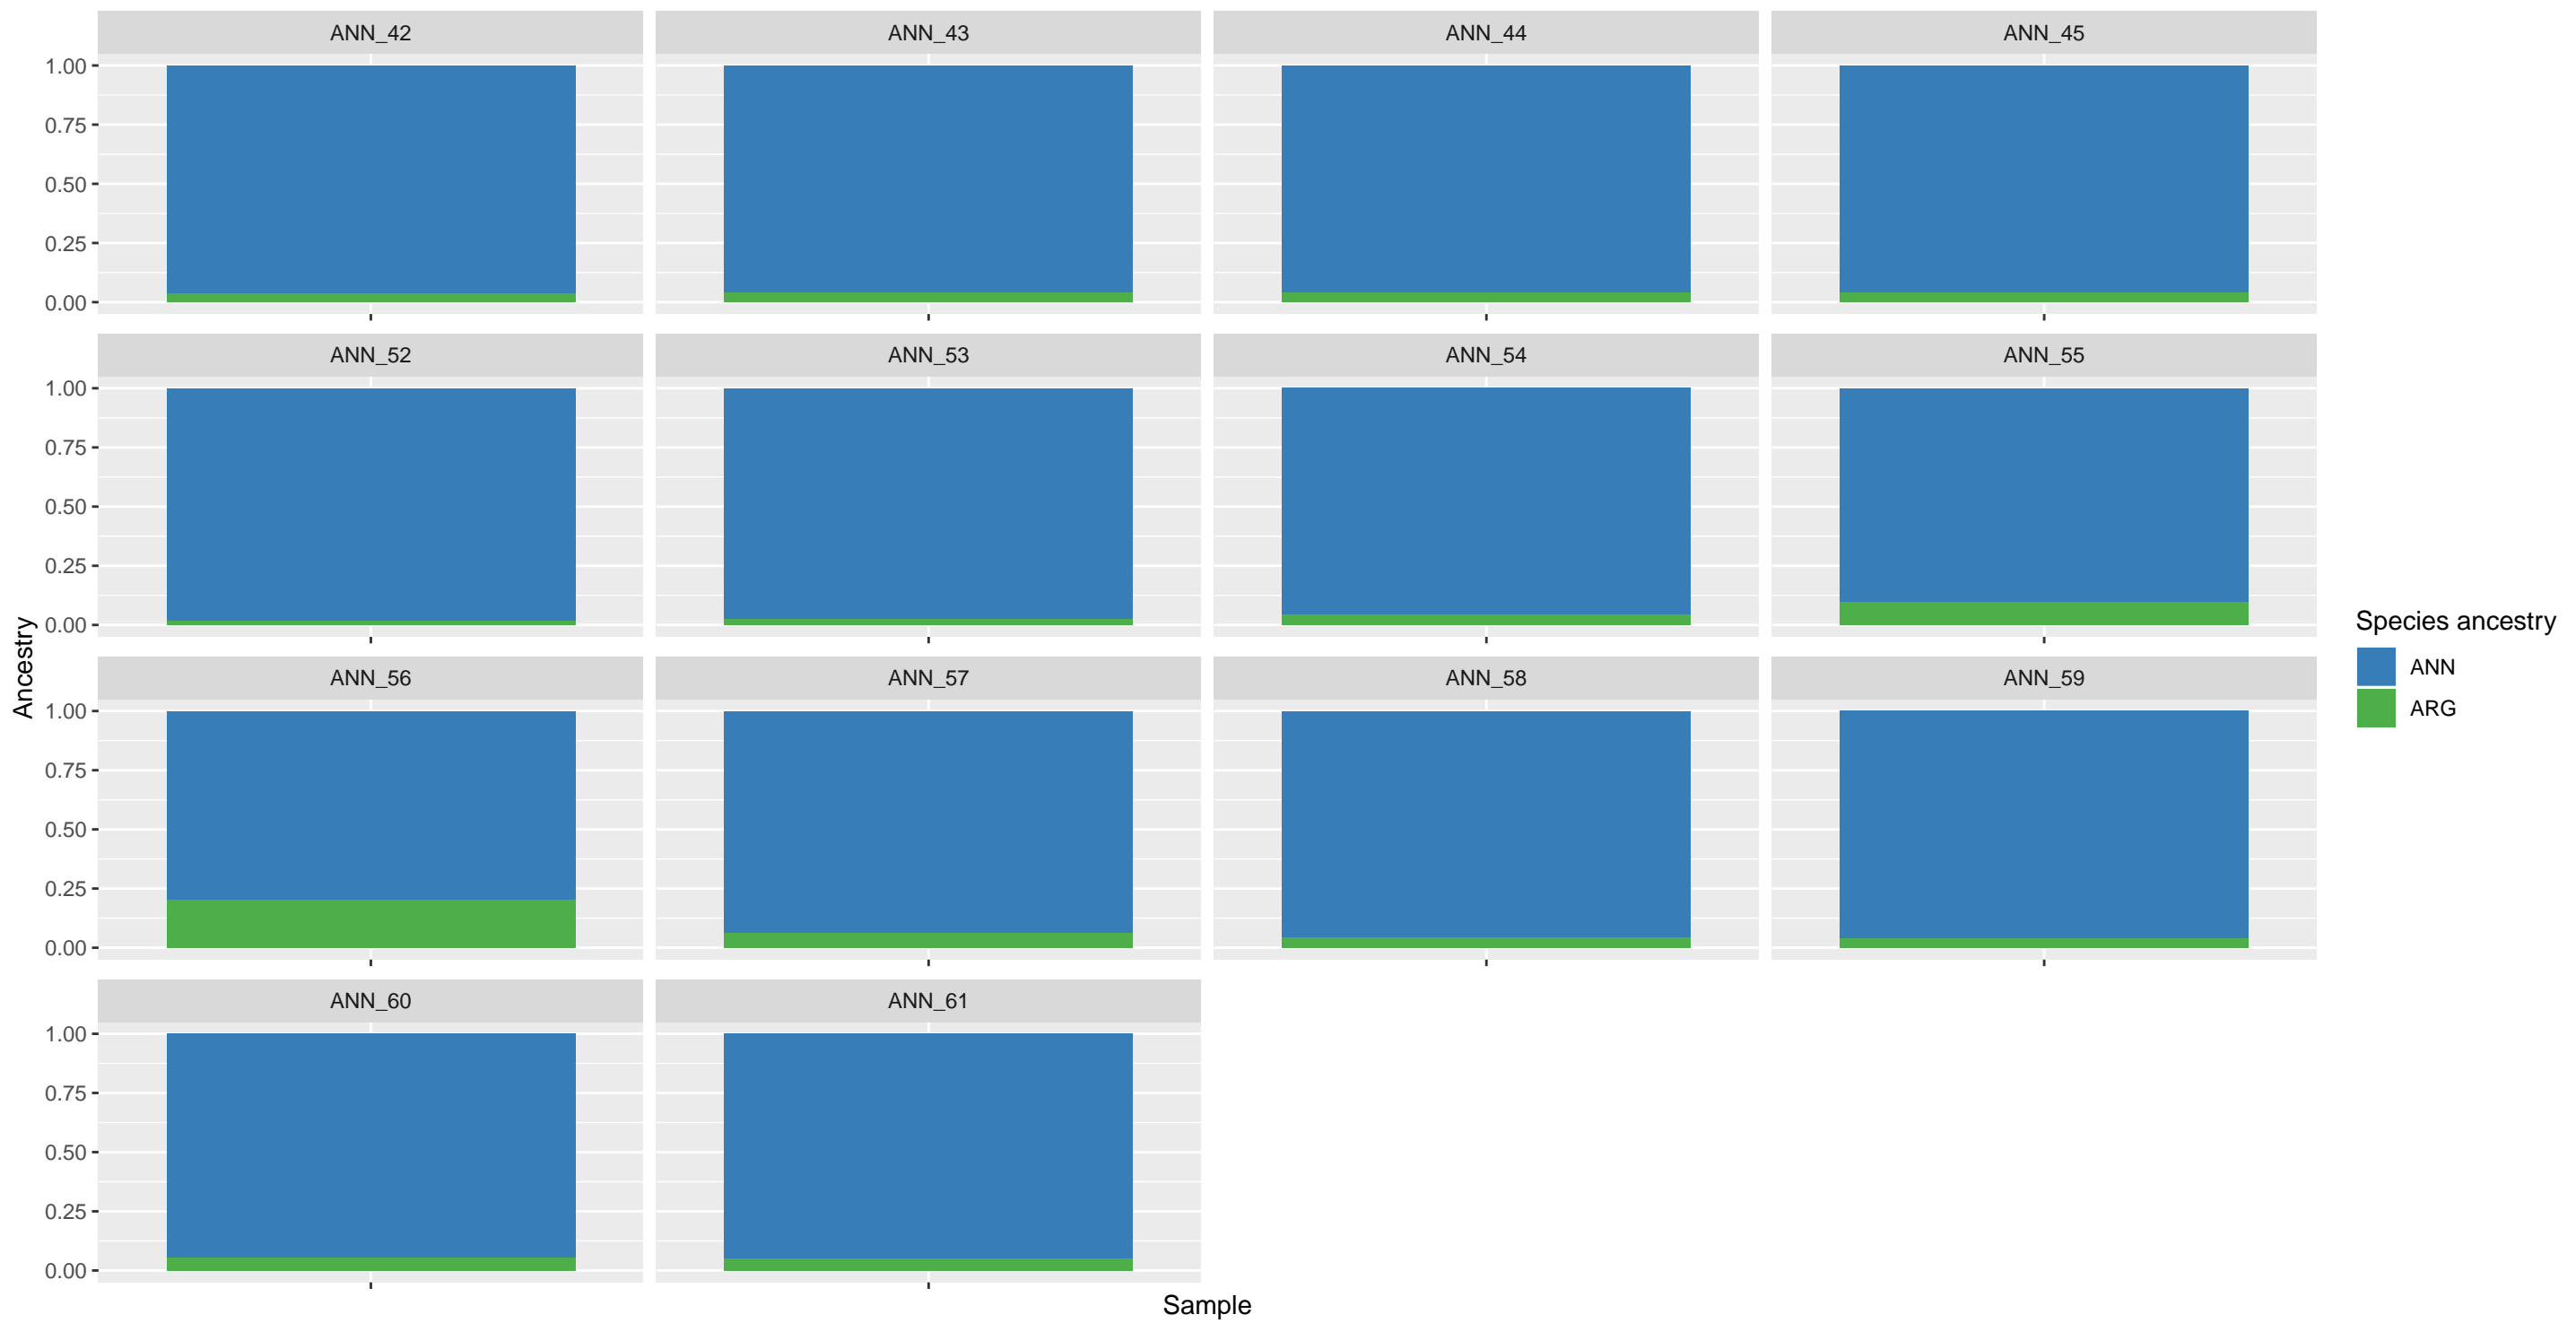 ANN_42 ANN_43 ANN_44 ANN_45
1.00
0.75
0.50
0.25
0.00
ANN_52 ANN_53 ANN_54 ANN_55
1.00
0.75
0.50
0.25
0.00
ANN_56 ANN_57 ANN_58 ANN_59
1.00
0.75
0.50
0.25
0.00
ANN_60 ANN_61
1.00
0.75
0.50
0.25
0.00
Ancestry
Sample
Species ancestry
ANN
ARG